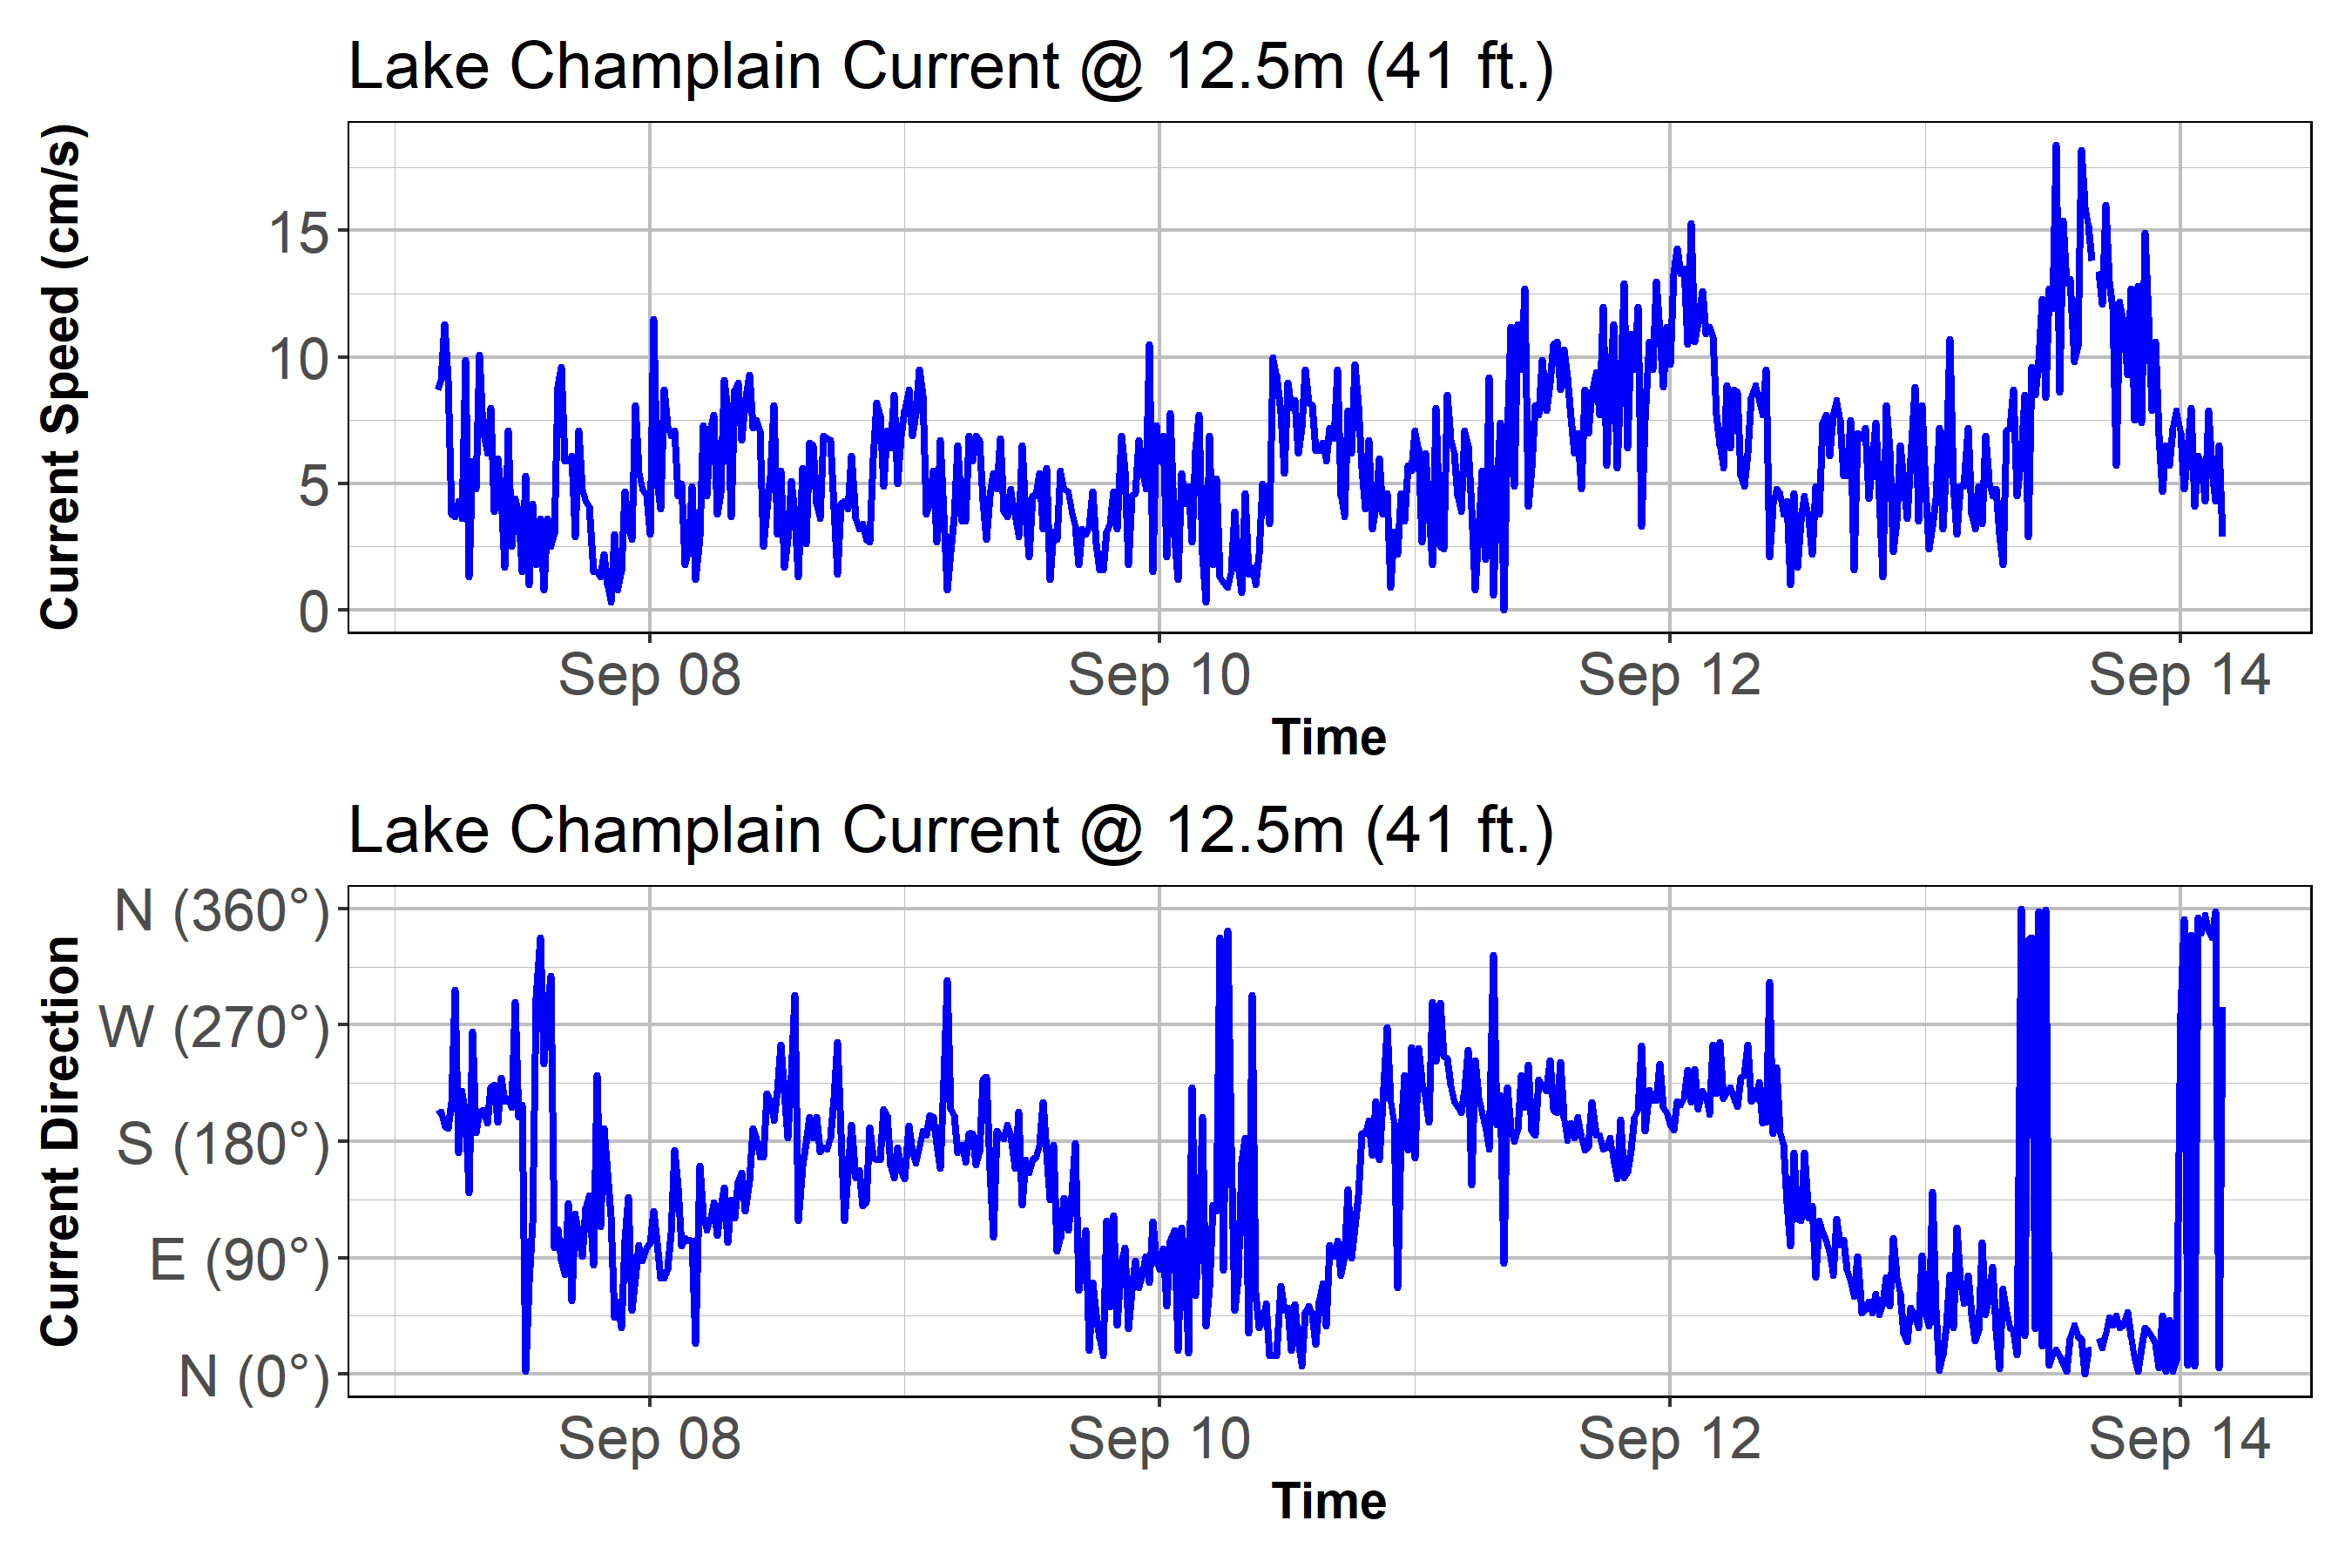 Lake Champlain Current @ 12.5m (41 ft.)
Current Speed (cm/s)
15
10
5
0
Sep 08 Sep 10 Sep 12 Sep 14
Time
Lake Champlain Current @ 12.5m (41 ft.)
Current Direction
N (360°)
W (270°)
S (180°)
E (90°)
N (0°)
Sep 08 Sep 10 Sep 12 Sep 14
Time